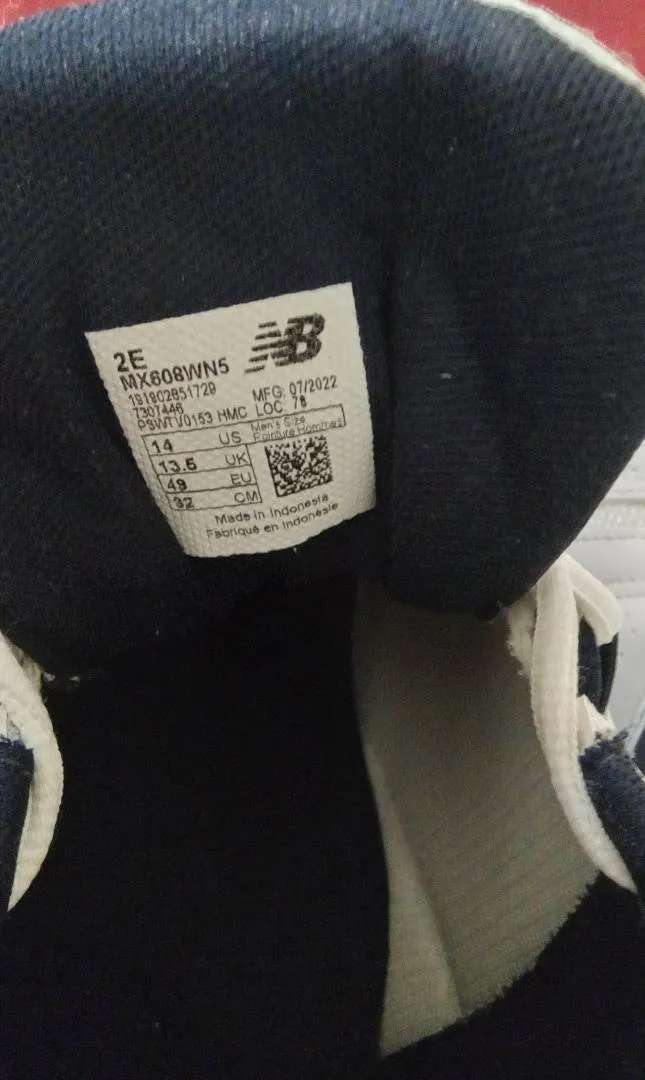 2E
NB
MX608WN5
191902851729
7307446 MFG: 07/2022
PSWTV0153 HMC LOC 78
14 US Men's Size
13.5 UK Pointure Hommes
49 EU
32 CM
Made in Indonesia
Fabriqué en Indonésie